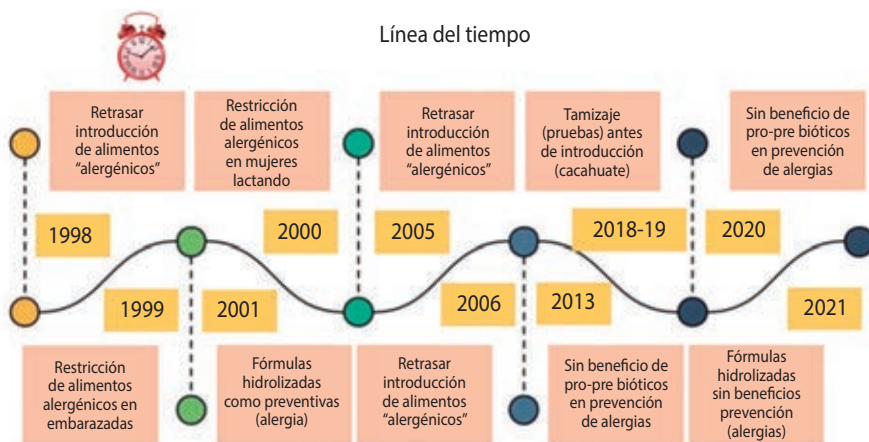 Línea del tiempo
Retrasar
introducción
de alimentos
“alergénicos”
Restricción
de alimentos
alergénicos
en mujeres
lactando
Retrasar
introducción
de alimentos
“alergénicos”
Tamizaje
(pruebas) antes
de introducción
(cacahuate)
Sin beneficio de
pro-pre bióticos
en prevención
de alergias
1998
2000
2005
2018-19
2020
1999
2001
2006
2013
2021
Restricción
de alimentos
alergénicos en
embarazadas
Fórmulas
hidrolizadas
como preventivas
(alergia)
Retrasar
introducción
de alimentos
“alergénicos”
Sin beneficio de
pro-pre bióticos
en prevención
de alergias
Fórmulas
hidrolizadas
sin beneficios
prevención
(alergias)